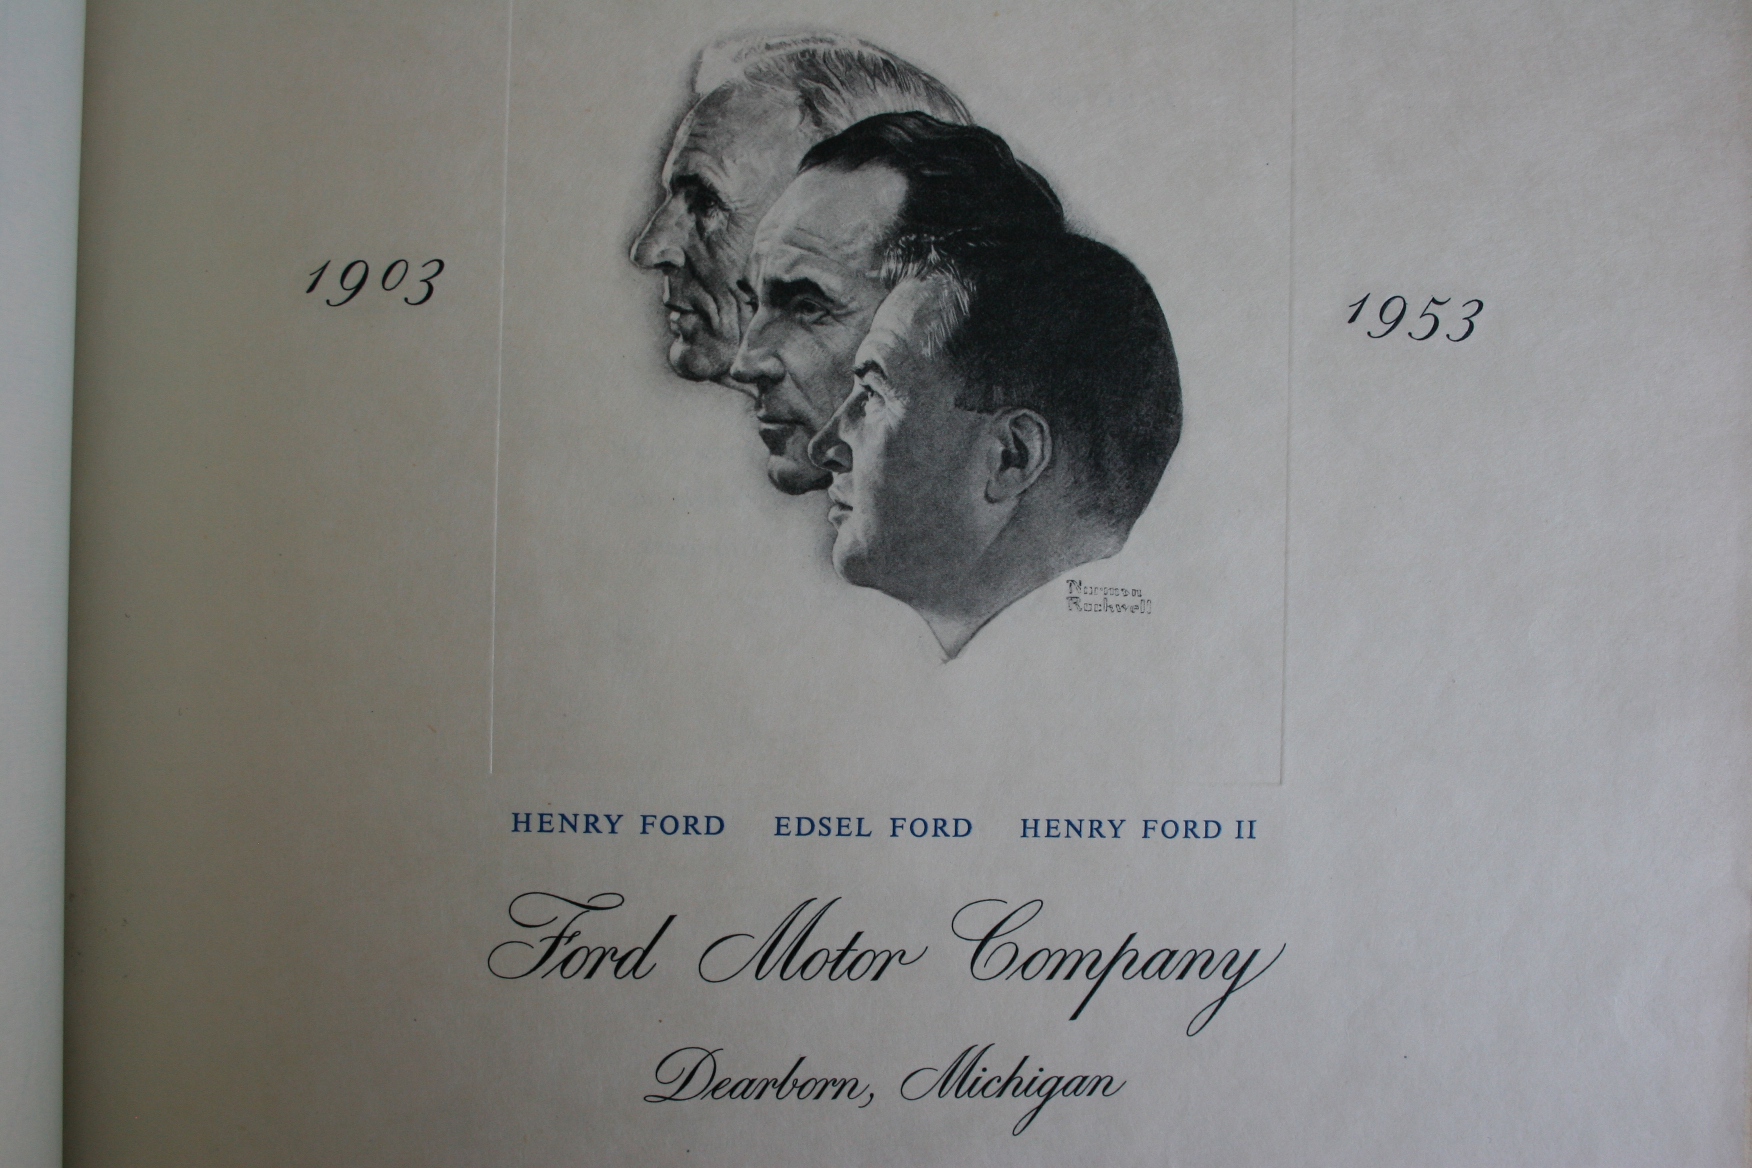 1903
1953
Norman
Rockwell
HENRY FORD EDSEL FORD HENRY FORD II
Ford Motor Company
Dearborn, Michigan